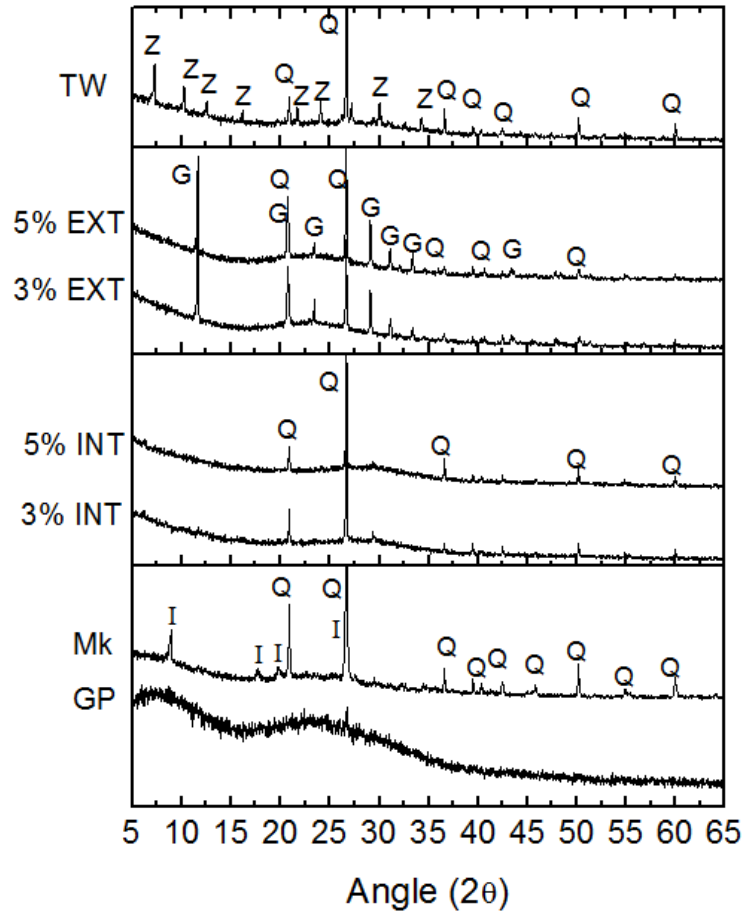 Q
Z Z Z Z Q Z Z Z Z Q Q Q Q Q
TW
G Q Q
G G G G Q Q G Q
5% EXT
3% EXT
Q
Q Q Q Q
5% INT
3% INT
Q Q
I I I I Q Q Q Q Q Q Q
Mk
GP
5 10 15 20 25 30 35 40 45 50 55 60 65
Angle (2θ)